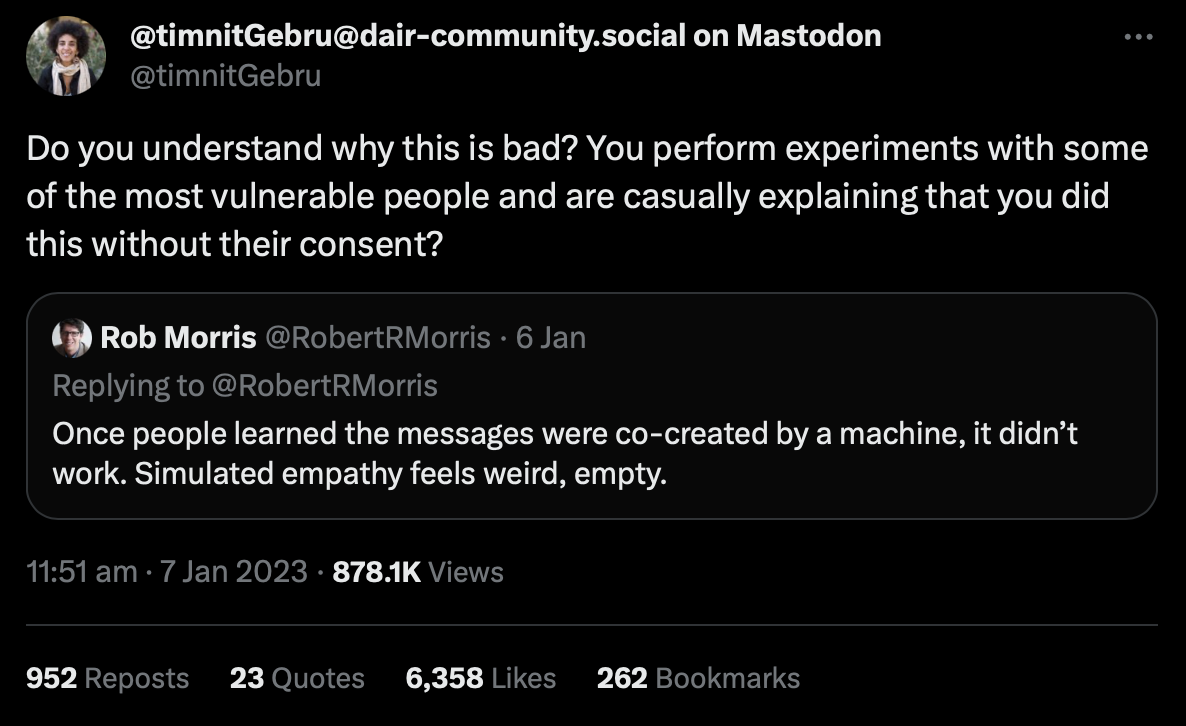 @timnitGebru@dair-community.social on Mastodon
@timnitGebru
Do you understand why this is bad? You perform experiments with some
of the most vulnerable people and are casually explaining that you did
this without their consent?
Rob Morris @RobertRMorris · 6 Jan
Replying to @RobertRMorris
Once people learned the messages were co-created by a machine, it didn’t
work. Simulated empathy feels weird, empty.
11:51 am · 7 Jan 2023 · 878.1K Views
952 Reposts 23 Quotes 6,358 Likes 262 Bookmarks